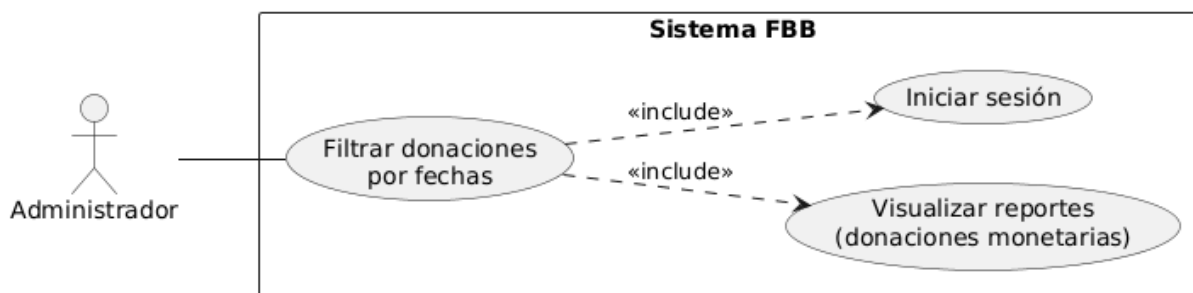 Sistema FBB
Iniciar sesión
«include»
Filtrar donaciones
por fechas
«include»
Visualizar reportes
(donaciones monetarias)
Administrador